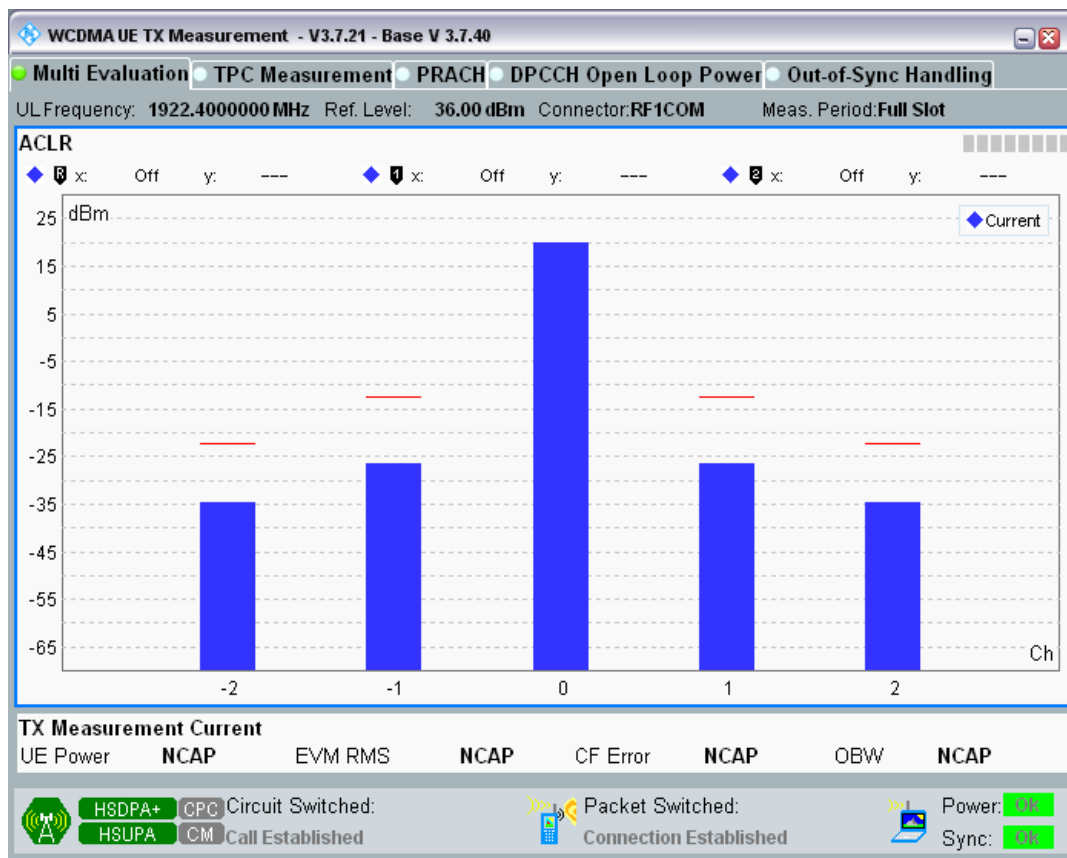 WCDMA UE TX Measurement - V3.7.21 - Base V 3.7.40
Multi Evaluation TPC Measurement PRACH DPCCH Open Loop Power Out-of-Sync Handling
UL Frequency: 1922.4000000 MHz Ref. Level: 36.00 dBm Connector:RF1COM Meas. Period:Full Slot
ACLR
R x: Off y: --- 1 x: Off y: --- 2 x: Off y: ---
dBm
Current
25
15
5
-5
-15
-25
-35
-45
-55
-65
Ch
-2 -1 0 1 2
TX Measurement Current
UE Power NCAP EVM RMS NCAP CF Error NCAP OBW NCAP
HSDPA+ CPC Circuit Switched: Packet Switched: Power: OK
HSUPA CM Call Established Connection Established Sync: OK